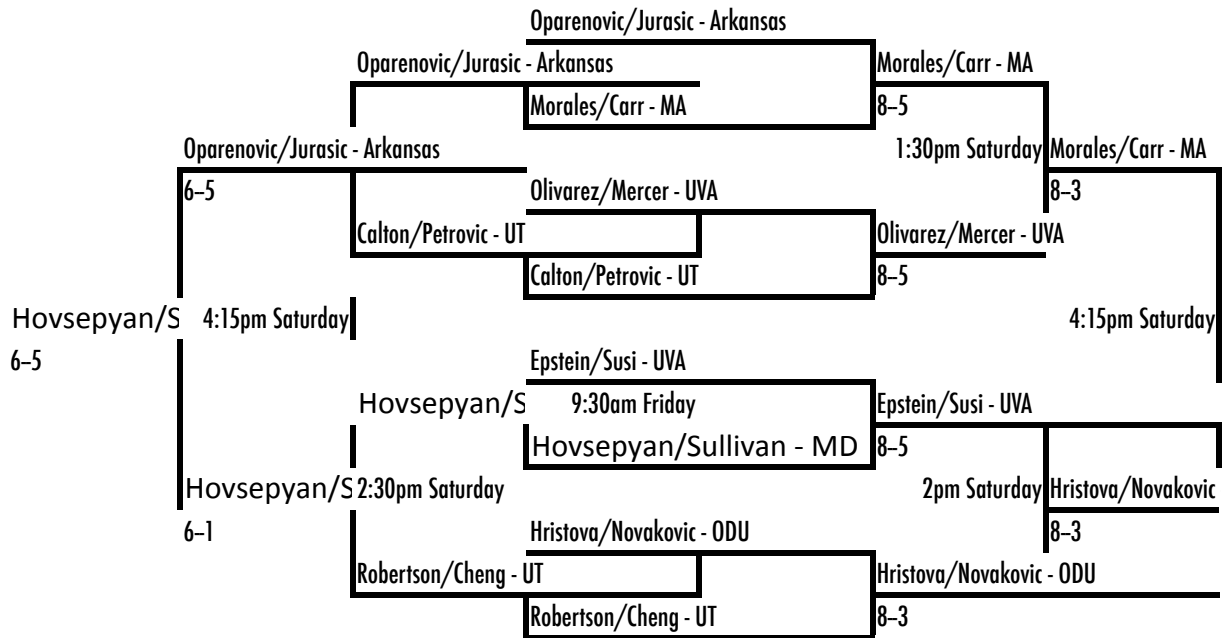 Oparenovic/Jurasic - Arkansas
Oparenovic/Jurasic - Arkansas
Morales/Carr - MA
Morales/Carr - MA
8–5
Oparenovic/Jurasic - Arkansas
1:30pm Saturday
Morales/Carr - MA
6–5
Olivarez/Mercer - UVA
8–3
Calton/Petrovic - UT
Olivarez/Mercer - UVA
Calton/Petrovic - UT
8–5
Hovsepyan/S
4:15pm Saturday
4:15pm Saturday
6–5
Epstein/Susi - UVA
Hovsepyan/S
9:30am Friday
Epstein/Susi - UVA
Hovsepyan/Sullivan - MD
8–5
Hovsepyan/S
2:30pm Saturday
2pm Saturday
Hristova/Novakovic
6–1
Hristova/Novakovic - ODU
8–3
Robertson/Cheng - UT
Hristova/Novakovic - ODU
Robertson/Cheng - UT
8–3